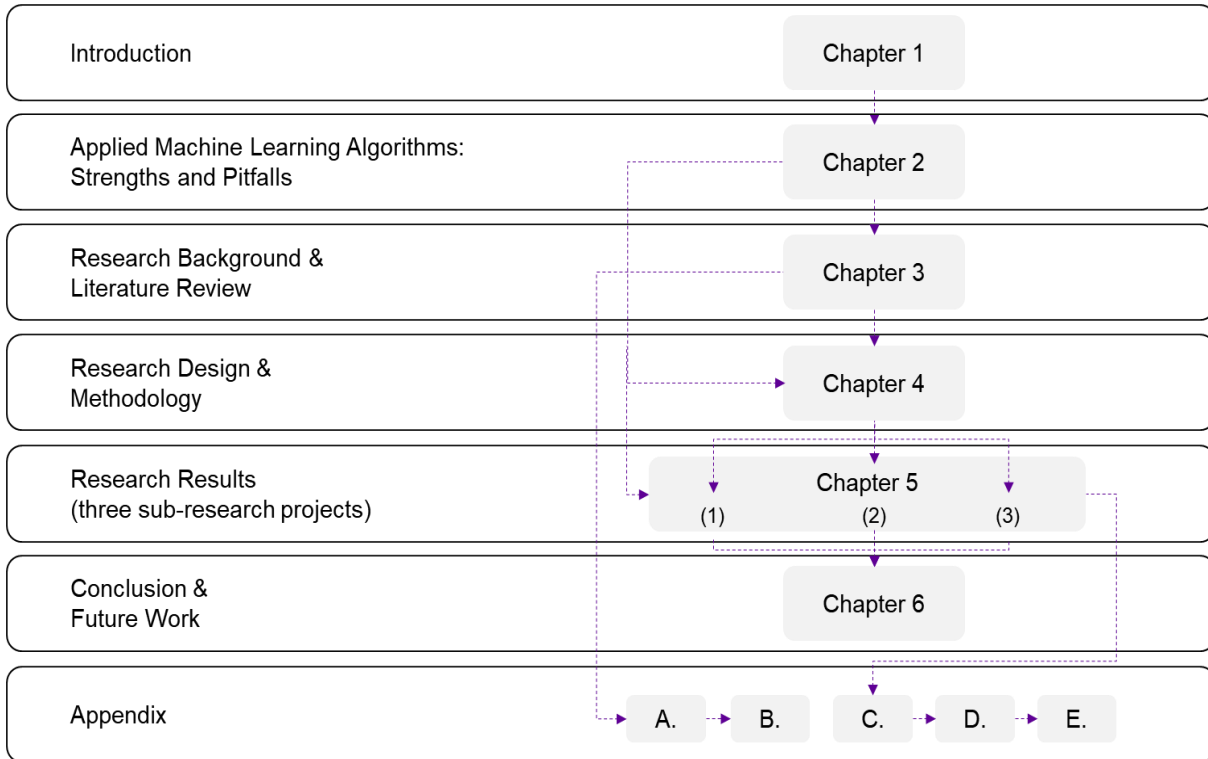 Introduction
Chapter 1
Applied Machine Learning Algorithms:
Strengths and Pitfalls
Chapter 2
Research Background &
Literature Review
Chapter 3
Research Design &
Methodology
Chapter 4
Research Results
(three sub-research projects)
Chapter 5
(1) (2) (3)
Conclusion &
Future Work
Chapter 6
Appendix
A. B. C. D. E.